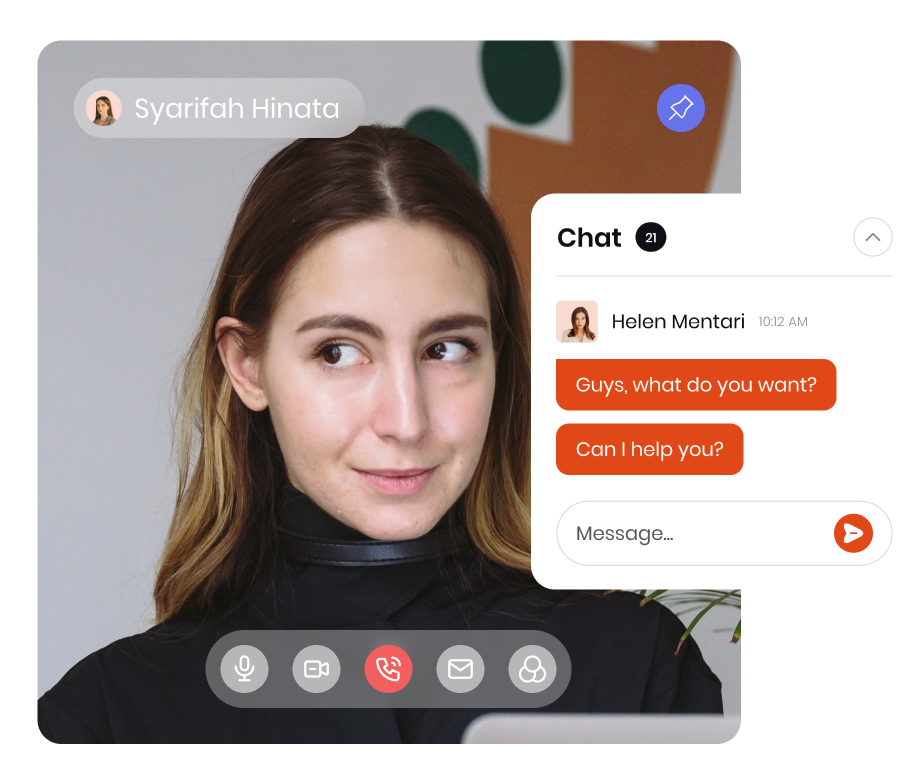 Syarifah Hinata
Chat 21
Helen Mentari 10:12 AM
Guys, what do you want?
Can I help you?
Message...